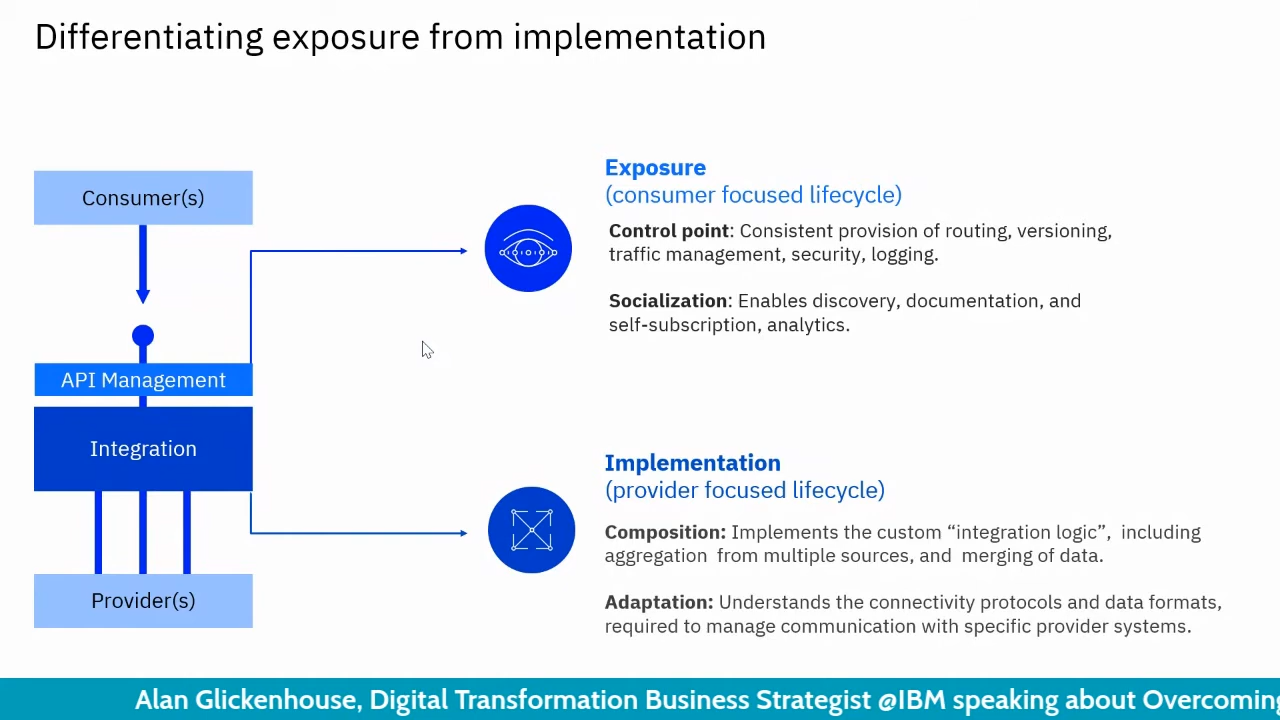 Differentiating exposure from implementation
Consumer(s)
API Management
Integration
Provider(s)
Exposure
(consumer focused lifecycle)
Control point: Consistent provision of routing, versioning,
traffic management, security, logging.
Socialization: Enables discovery, documentation, and
self-subscription, analytics.
Implementation
(provider focused lifecycle)
Composition: Implements the custom “integration logic”,  including
aggregation  from multiple sources, and  merging of data.
Adaptation: Understands the connectivity protocols and data formats,
required to manage communication with specific provider systems.
Alan Glickenhouse, Digital Transformation Business Strategist @IBM speaking about Overcoming